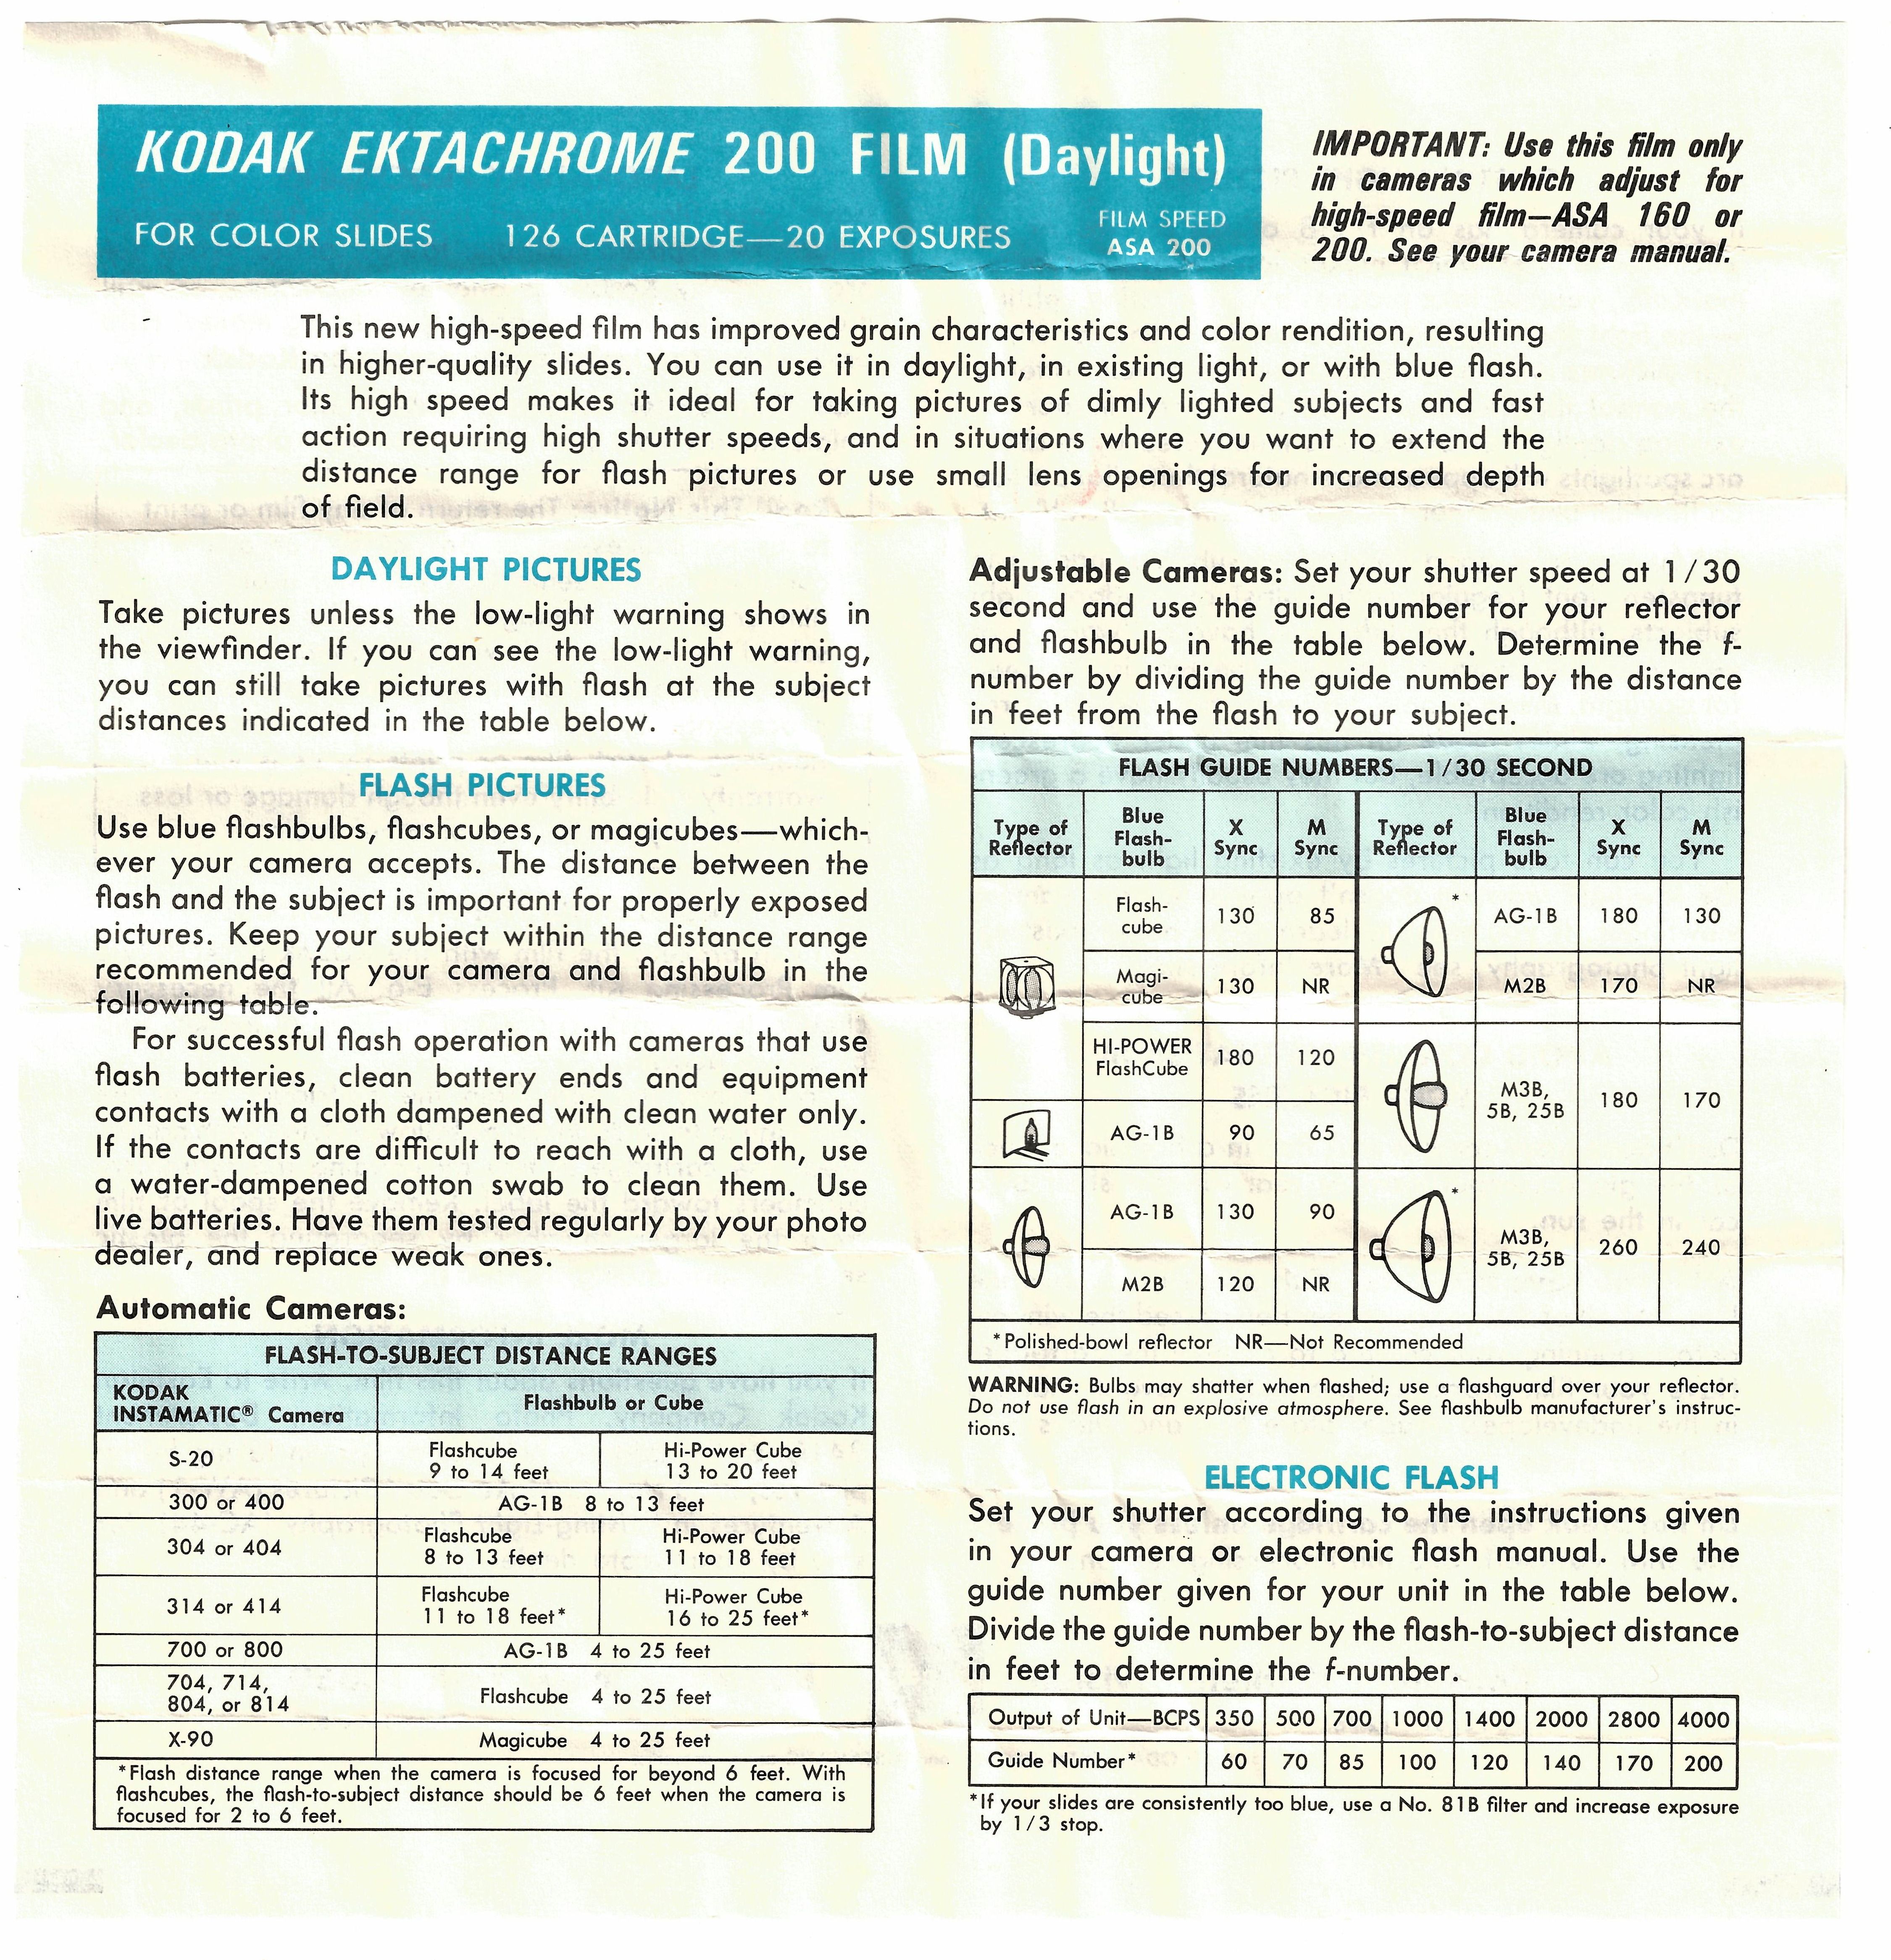 KODAK EKTACHROME 200 FILM (Daylight)
FOR COLOR SLIDES 126 CARTRIDGE—20 EXPOSURES FILM SPEED ASA 200
IMPORTANT: Use this film only
in cameras which adjust for
high-speed film—ASA 160 or
200. See your camera manual.
This new high-speed film has improved grain characteristics and color rendition, resulting
in higher-quality slides. You can use it in daylight, in existing light, or with blue flash.
Its high speed makes it ideal for taking pictures of dimly lighted subjects and fast
action requiring high shutter speeds, and in situations where you want to extend the
distance range for flash pictures or use small lens openings for increased depth
of field.
DAYLIGHT PICTURES
Take pictures unless the low-light warning shows in
the viewfinder. If you can see the low-light warning,
you can still take pictures with flash at the subject
distances indicated in the table below.
FLASH PICTURES
Use blue flashbulbs, flashcubes, or magicubes—which-
ever your camera accepts. The distance between the
flash and the subject is important for properly exposed
pictures. Keep your subject within the distance range
recommended for your camera and flashbulb in the
following table.
For successful flash operation with cameras that use
flash batteries, clean battery ends and equipment
contacts with a cloth dampened with clean water only.
If the contacts are difficult to reach with a cloth, use
a water-dampened cotton swab to clean them. Use
live batteries. Have them tested regularly by your photo
dealer, and replace weak ones.
Automatic Cameras:
FLASH-TO-SUBJECT DISTANCE RANGES
KODAK
INSTAMATIC® Camera
Flashbulb or Cube
S-20
Flashcube
9 to 14 feet
Hi-Power Cube
13 to 20 feet
300 or 400
AG-1B 8 to 13 feet
304 or 404
Flashcube
8 to 13 feet
Hi-Power Cube
11 to 18 feet
314 or 414
Flashcube
11 to 18 feet*
Hi-Power Cube
16 to 25 feet*
700 or 800
AG-1B 4 to 25 feet
704, 714,
804, or 814
Flashcube 4 to 25 feet
X-90
Magicube 4 to 25 feet
*Flash distance range when the camera is focused for beyond 6 feet. With
flashcubes, the flash-to-subject distance should be 6 feet when the camera is
focused for 2 to 6 feet.
Adjustable Cameras: Set your shutter speed at 1/30
second and use the guide number for your reflector
and flashbulb in the table below. Determine the f-
number by dividing the guide number by the distance
in feet from the flash to your subject.
FLASH GUIDE NUMBERS—1/30 SECOND
Type of
Reflector
Blue
Flash-
bulb
X
Sync
M
Sync
Type of
Reflector
Blue
Flash-
bulb
X
Sync
M
Sync
Flash-
cube
130
85
Magi-
cube
130
NR
HI-POWER
FlashCube
180
120
AG-1B
90
65
AG-1B
130
90
M2B
120
NR
*
AG-1B
180
130
M2B
170
NR
M3B,
5B, 25B
180
170
*
M3B,
5B, 25B
260
240
*Polished-bowl reflector NR—Not Recommended
WARNING: Bulbs may shatter when flashed; use a flashguard over your reflector.
Do not use flash in an explosive atmosphere. See flashbulb manufacturer's instruc-
tions.
ELECTRONIC FLASH
Set your shutter according to the instructions given
in your camera or electronic flash manual. Use the
guide number given for your unit in the table below.
Divide the guide number by the flash-to-subject distance
in feet to determine the f-number.
Output of Unit—BCPS 350 500 700 1000 1400 2000 2800 4000
Guide Number* 60 70 85 100 120 140 170 200
*If your slides are consistently too blue, use a No. 81B filter and increase exposure
by 1/3 stop.